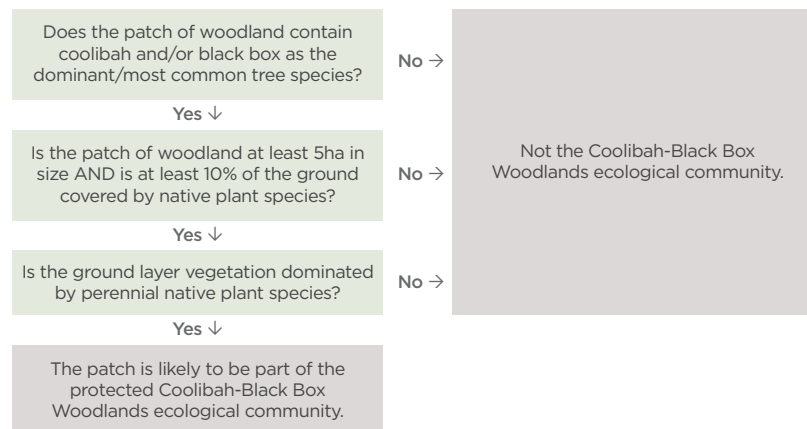 Does the patch of woodland contain
coolibah and/or black box as the
dominant/most common tree species?
No →
Yes ↓
Is the patch of woodland at least 5ha in
size AND is at least 10% of the ground
covered by native plant species?
No →
Not the Coolibah-Black Box
Woodlands ecological community.
Yes ↓
Is the ground layer vegetation dominated
by perennial native plant species?
No →
Yes ↓
The patch is likely to be part of the
protected Coolibah-Black Box
Woodlands ecological community.